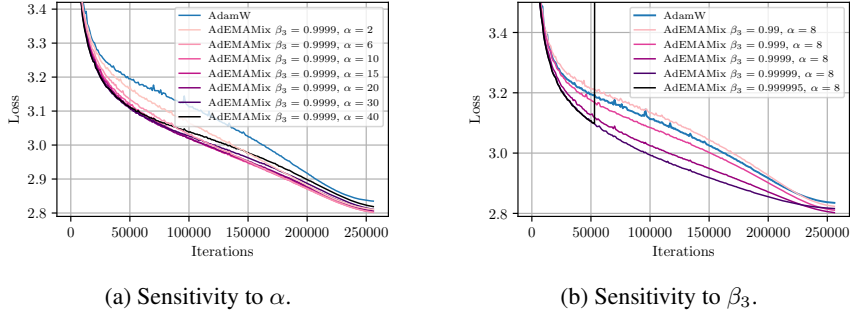 3.4
3.2
3.1
3.0
2.9
2.8
Loss
0
50000
100000
150000
200000
250000
Iterations
AdamW
AdEMAMix β₃ = 0.9999, α = 2
AdEMAMix β₃ = 0.9999, α = 6
AdEMAMix β₃ = 0.9999, α = 10
AdEMAMix β₃ = 0.9999, α = 15
AdEMAMix β₃ = 0.9999, α = 20
AdEMAMix β₃ = 0.9999, α = 30
AdEMAMix β₃ = 0.9999, α = 40
(a) Sensitivity to α.
3.4
3.2
3.0
2.8
Loss
0
50000
100000
150000
200000
250000
Iterations
AdamW
AdEMAMix β₃ = 0.99, α = 8
AdEMAMix β₃ = 0.999, α = 8
AdEMAMix β₃ = 0.9999, α = 8
AdEMAMix β₃ = 0.99999, α = 8
AdEMAMix β₃ = 0.999995, α = 8
(b) Sensitivity to β₃.